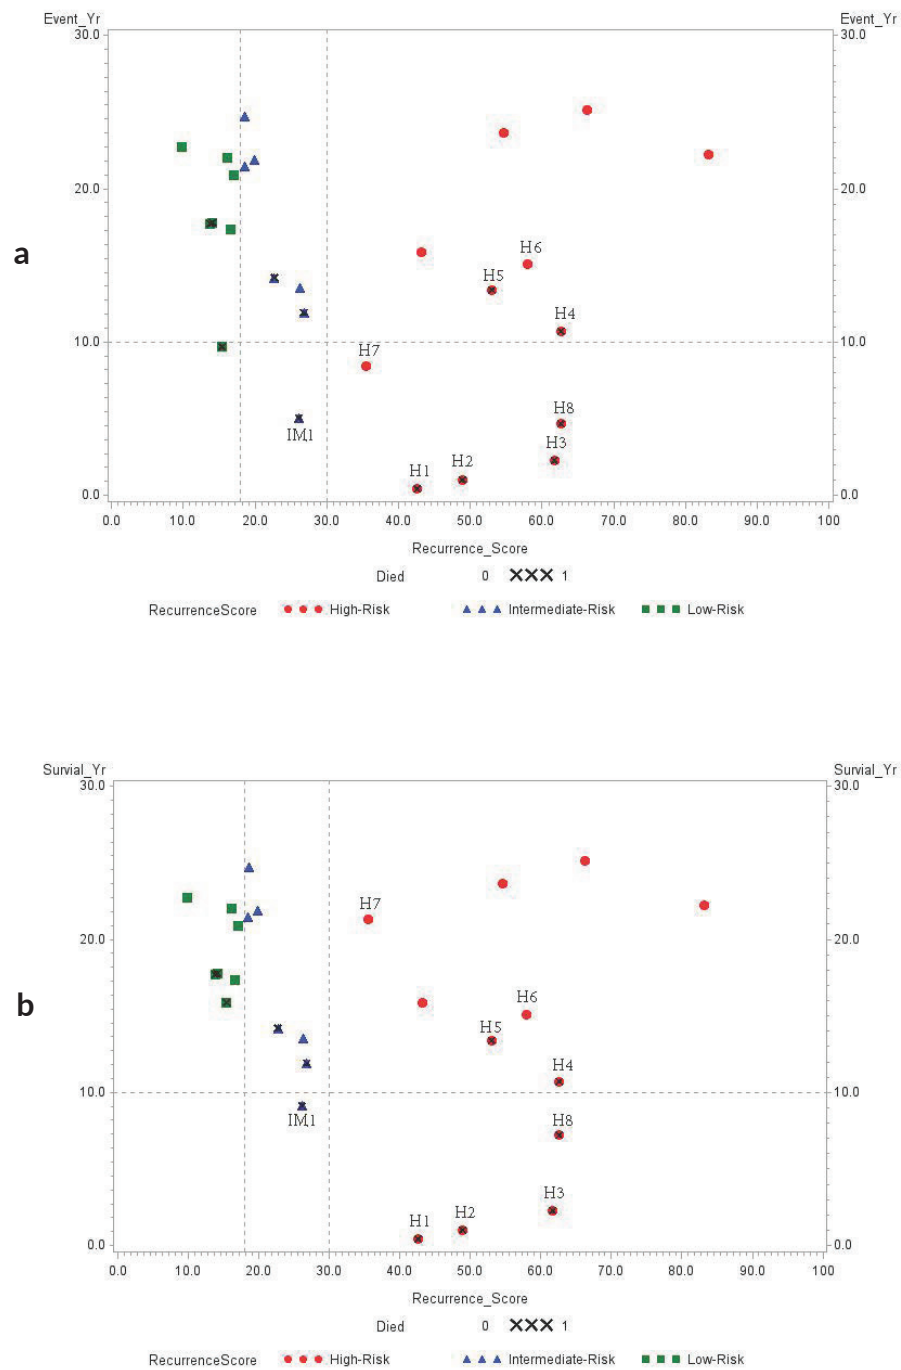 Event_Yr Event_Yr
30.0 30.0
20.0 20.0
a
H6
H5
H4
10.0 10.0
H7
H8
IM1
H3
H2
H1
0.0 0.0
0.0 10.0 20.0 30.0 40.0 50.0 60.0 70.0 80.0 90.0 100
Recurrence_Score
Died 0 XXX 1
RecurrenceScore High-Risk Intermediate-Risk Low-Risk
Survial_Yr Survial_Yr
30.0 30.0
H7
20.0 20.0
b
H6
H5
H4
10.0 10.0
IM1 H8
H3
H2
H1
0.0 0.0
0.0 10.0 20.0 30.0 40.0 50.0 60.0 70.0 80.0 90.0 100
Recurrence_Score
Died 0 XXX 1
RecurrenceScore High-Risk Intermediate-Risk Low-Risk